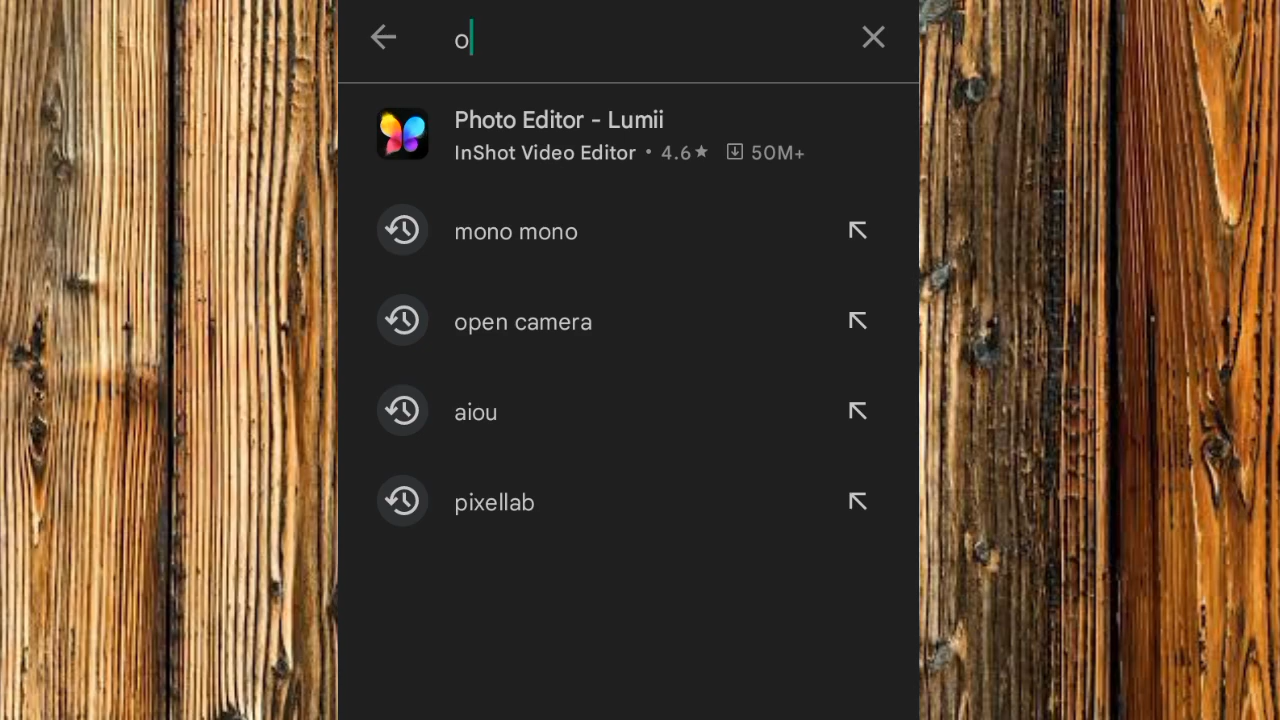 o
Photo Editor - Lumii
InShot Video Editor • 4.6★ 50M+
mono mono
open camera
aiou
pixellab